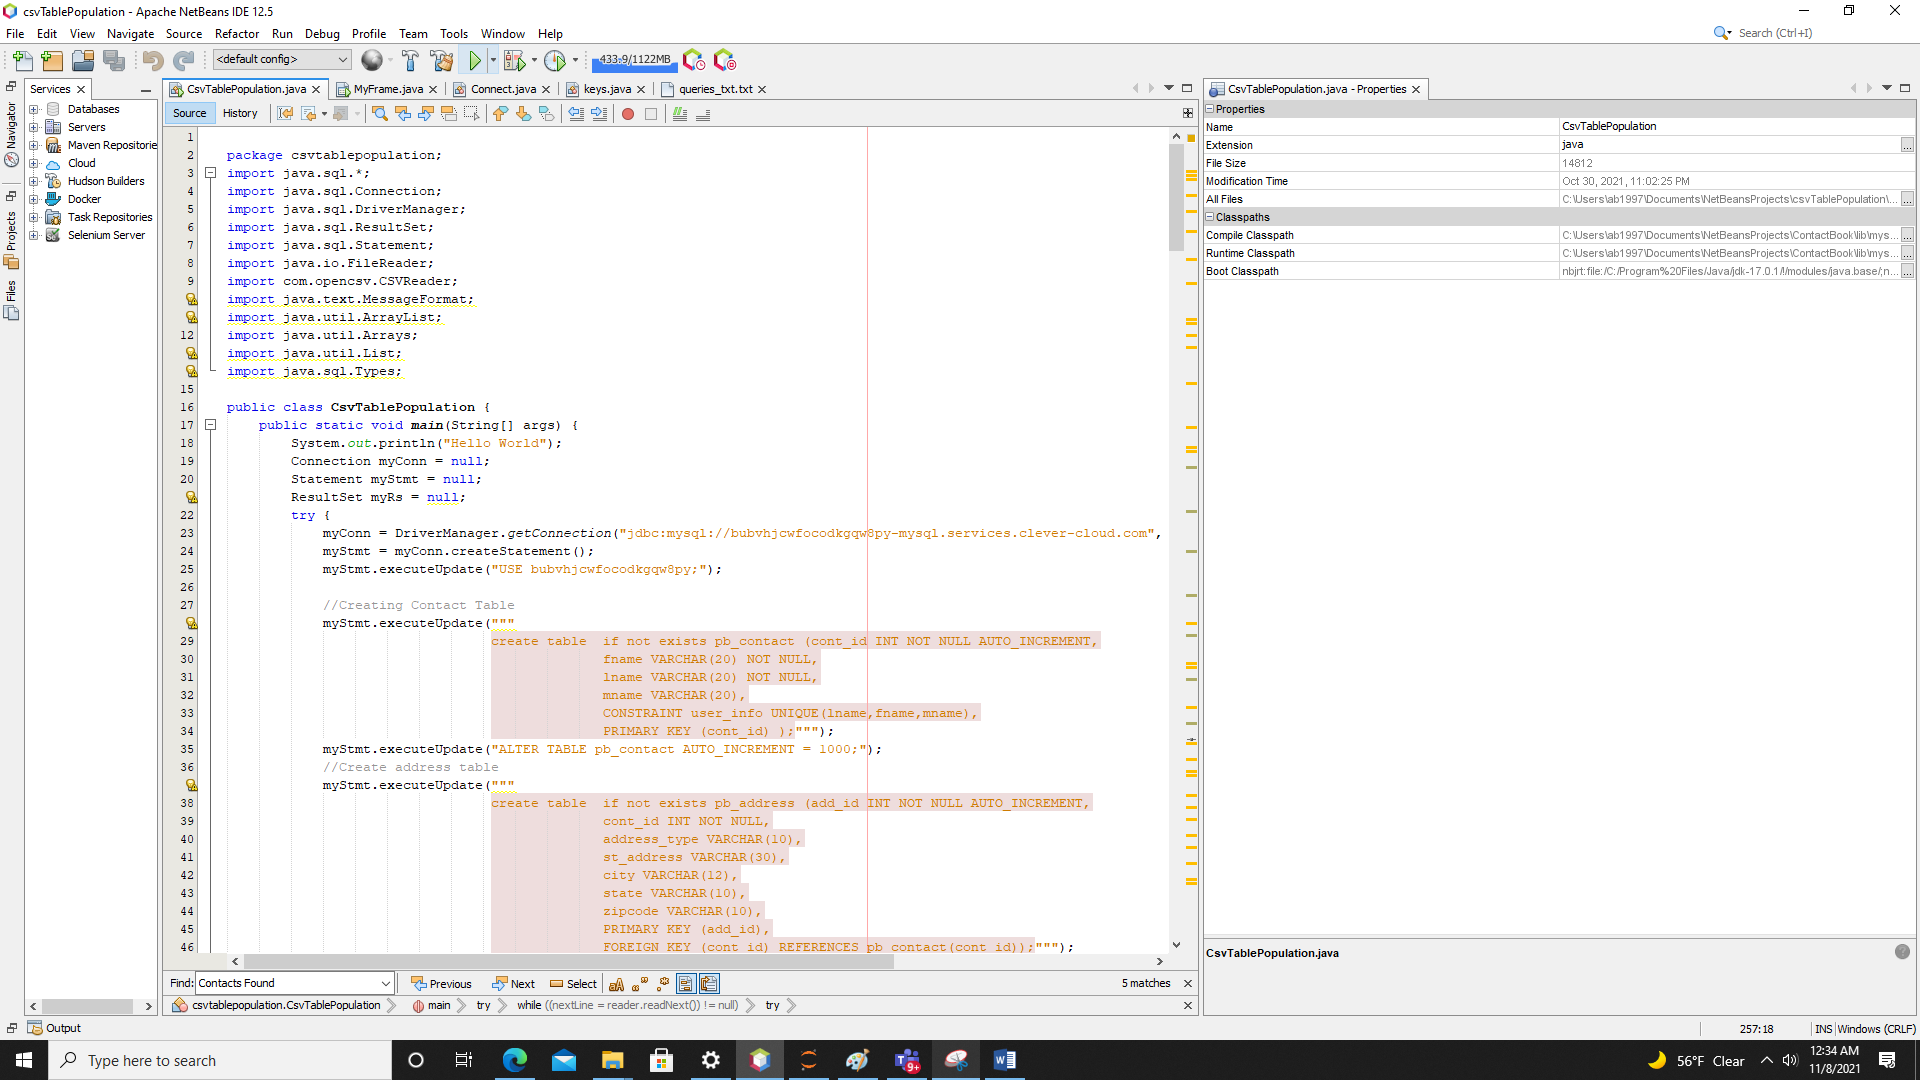 csvTablePopulation - Apache NetBeans IDE 12.5
File Edit View Navigate Source Refactor Run Debug Profile Team Tools Window Help
Search (Ctrl+I)
<default config>
433.9/1122MB
Services
CsvTablePopulation.java MyFrame.java Connect.java keys.java queries_txt.txt
CsvTablePopulation.java - Properties
Navigator
Projects
Files
Databases
Servers
Maven Repositorie
Cloud
Hudson Builders
Docker
Task Repositories
Selenium Server
Source History
1
2 package csvtablepopulation;
3 import java.sql.*;
4 import java.sql.Connection;
5 import java.sql.DriverManager;
6 import java.sql.ResultSet;
7 import java.sql.Statement;
8 import java.io.FileReader;
9 import com.opencsv.CSVReader;
import java.text.MessageFormat;
import java.util.ArrayList;
12 import java.util.Arrays;
import java.util.List;
import java.sql.Types;
15
16 public class CsvTablePopulation {
17 public static void main(String[] args) {
18 System.out.println("Hello World");
19 Connection myConn = null;
20 Statement myStmt = null;
ResultSet myRs = null;
22 try {
23 myConn = DriverManager.getConnection("jdbc:mysql://bubvhjcwfocodkgqw8py-mysql.services.clever-cloud.com",
24 myStmt = myConn.createStatement();
25 myStmt.executeUpdate("USE bubvhjcwfocodkgqw8py;");
26
27 //Creating Contact Table
myStmt.executeUpdate("""
29 create table  if not exists pb_contact (cont_id INT NOT NULL AUTO_INCREMENT,
30 fname VARCHAR(20) NOT NULL,
31 lname VARCHAR(20) NOT NULL,
32 mname VARCHAR(20),
33 CONSTRAINT user_info UNIQUE(lname,fname,mname),
34 PRIMARY KEY (cont_id) );""");
35 myStmt.executeUpdate("ALTER TABLE pb_contact AUTO_INCREMENT = 1000;");
36 //Create address table
myStmt.executeUpdate("""
38 create table  if not exists pb_address (add_id INT NOT NULL AUTO_INCREMENT,
39 cont_id INT NOT NULL,
40 address_type VARCHAR(10),
41 st_address VARCHAR(30),
42 city VARCHAR(12),
43 state VARCHAR(10),
44 zipcode VARCHAR(10),
45 PRIMARY KEY (add_id),
46 FOREIGN KEY (cont_id) REFERENCES pb_contact(cont_id));""");
Properties
Name CsvTablePopulation
Extension java
File Size 14812
Modification Time Oct 30, 2021, 11:02:25 PM
All Files C:\Users\ab1997\Documents\NetBeansProjects\csvTablePopulation\...
Classpaths
Compile Classpath C:\Users\ab1997\Documents\NetBeansProjects\ContactBook\lib\mys...
Runtime Classpath C:\Users\ab1997\Documents\NetBeansProjects\ContactBook\lib\mys...
Boot Classpath nbjrt:file:/C:/Program%20Files/Java/jdk-17.0.1/!/modules/java.base/;n...
CsvTablePopulation.java
Find: Contacts Found Previous Next Select 5 matches
csvtablepopulation.CsvTablePopulation main try while ((nextLine = reader.readNext()) != null) try
Output
257:18 INS Windows (CRLF)
Type here to search
9+
56°F Clear
12:34 AM
11/8/2021